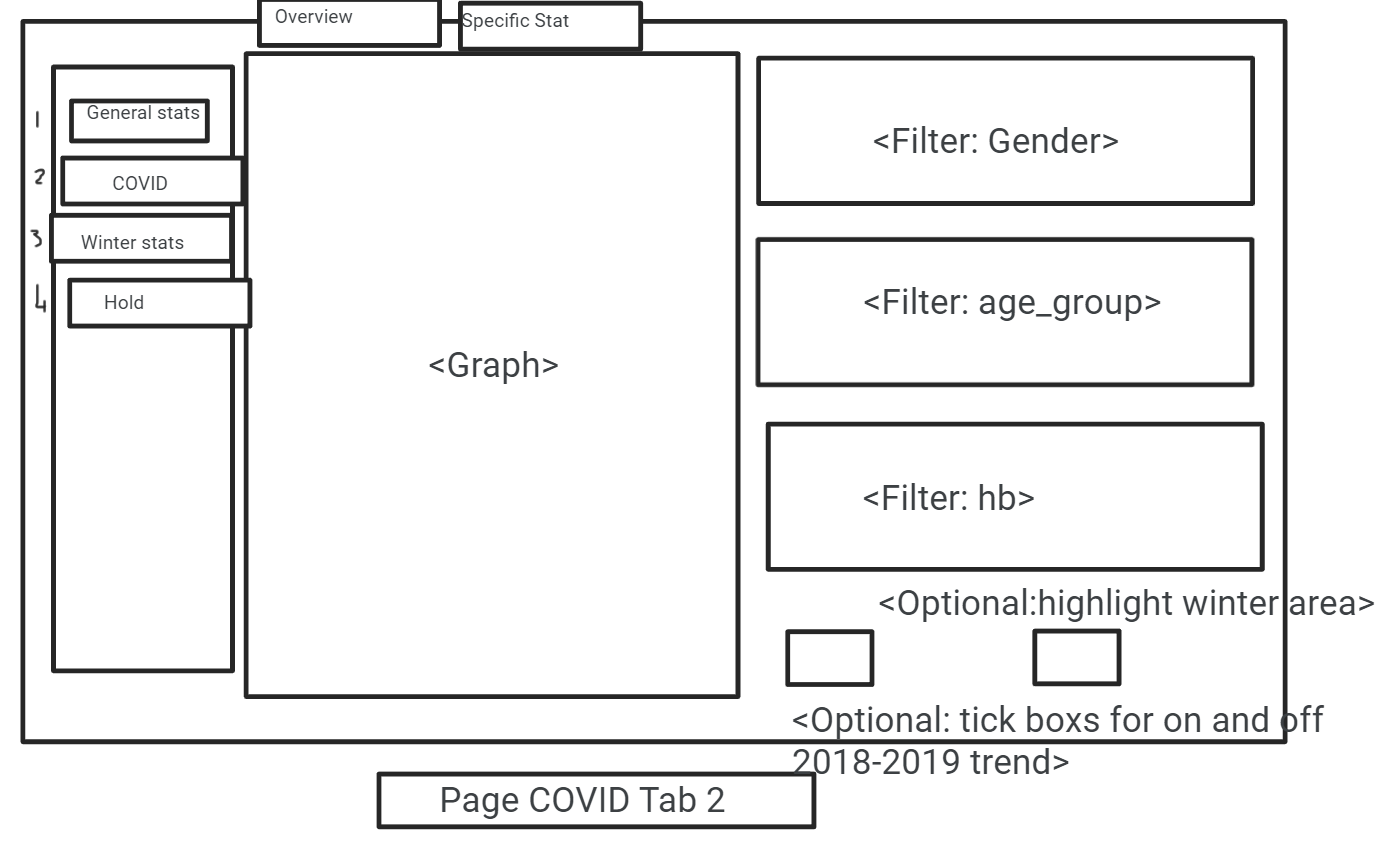 Overview
Specific Stat
1
General stats
2
COVID
3
Winter stats
4
Hold
<Graph>
<Filter: Gender>
<Filter: age_group>
<Filter: hb>
<Optional:highlight winter area>
<Optional: tick boxs for on and off
2018-2019 trend>
Page COVID Tab 2